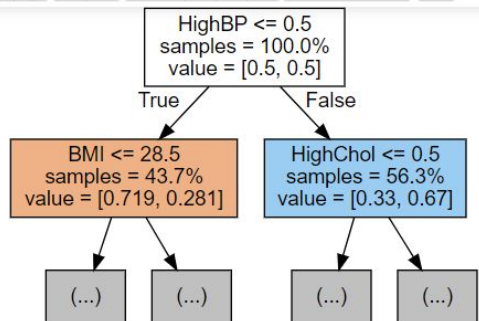 HighBP <= 0.5
samples = 100.0%
value = [0.5, 0.5]
True
False
BMI <= 28.5
samples = 43.7%
value = [0.719, 0.281]
HighChol <= 0.5
samples = 56.3%
value = [0.33, 0.67]
(...)
(...)
(...)
(...)